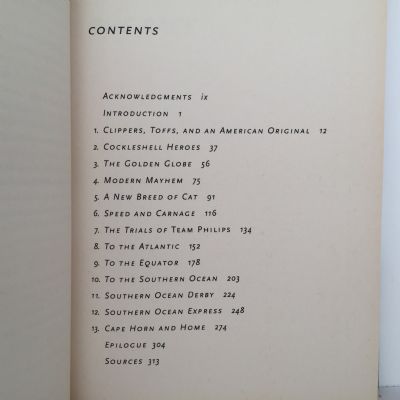 CONTENTS
ACKNOWLEDGMENTS ix
INTRODUCTION 1
1. CLIPPERS, TOFFS, AND AN AMERICAN ORIGINAL 12
2. COCKLESHELL HEROES 37
3. THE GOLDEN GLOBE 56
4. MODERN MAYHEM 75
5. A NEW BREED OF CAT 91
6. SPEED AND CARNAGE 116
7. THE TRIALS OF TEAM PHILIPS 134
8. TO THE ATLANTIC 152
9. TO THE EQUATOR 178
10. TO THE SOUTHERN OCEAN 203
11. SOUTHERN OCEAN DERBY 224
12. SOUTHERN OCEAN EXPRESS 248
13. CAPE HORN AND HOME 274
EPILOGUE 304
SOURCES 313